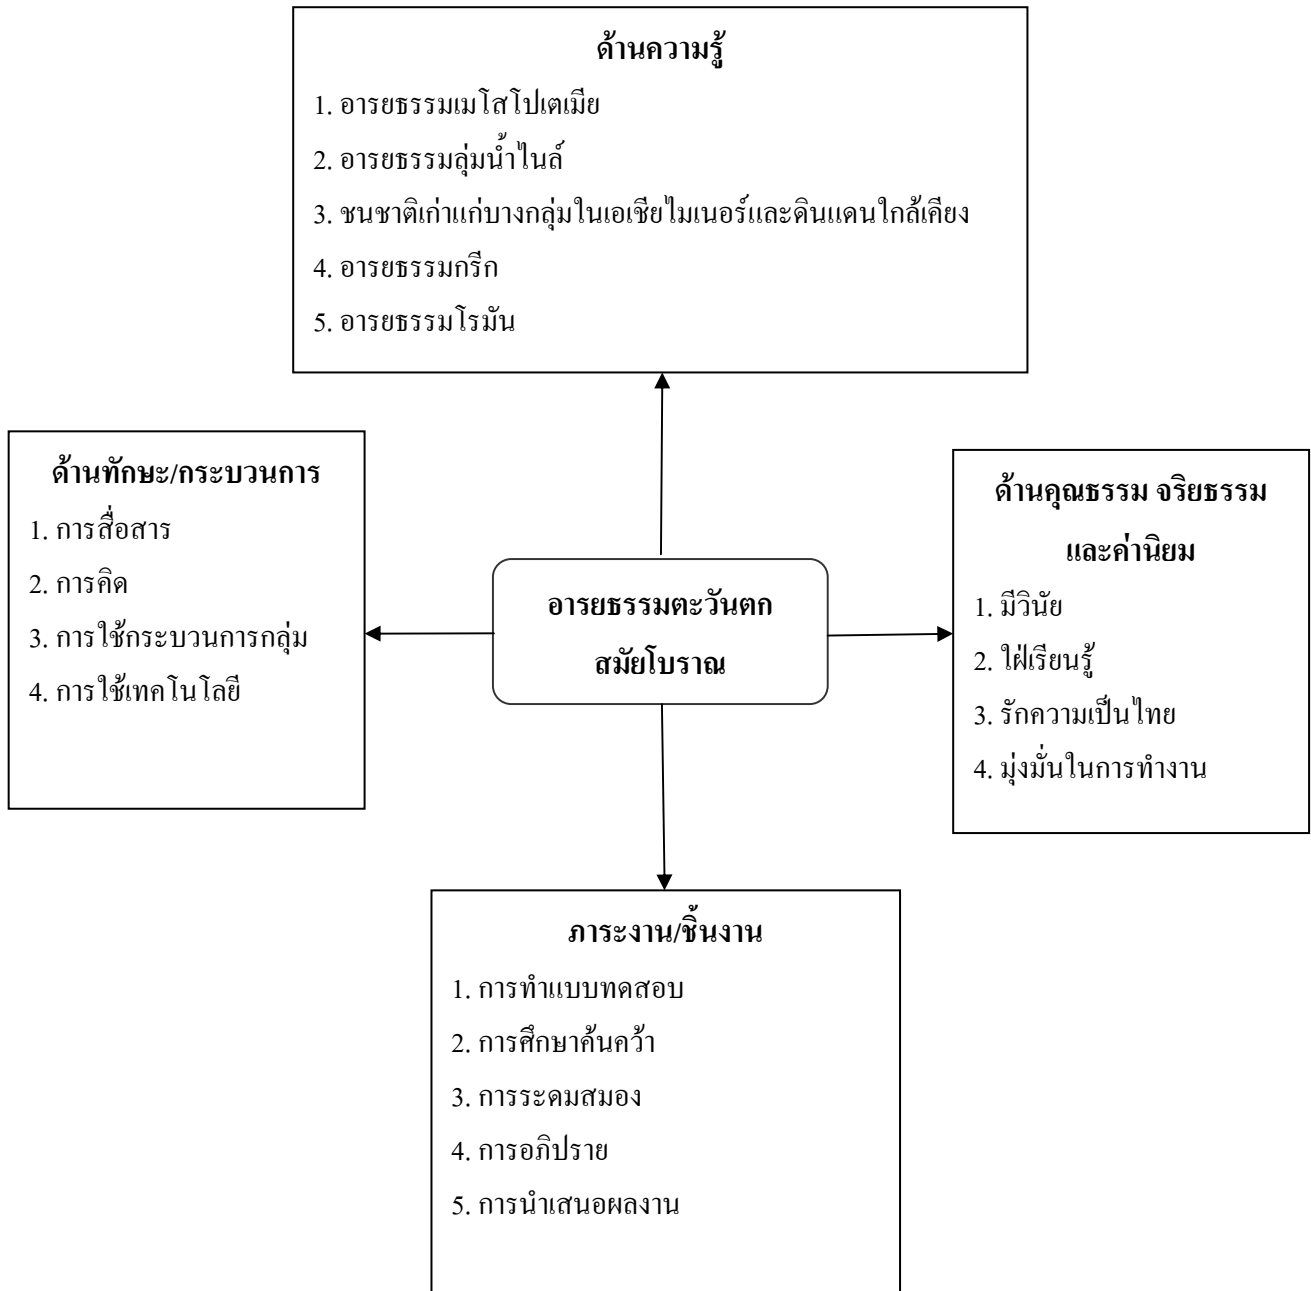 ด้านความรู้
1. อารยธรรมเมโสโปเตเมีย
2. อารยธรรมลุ่มน้ำไนล์
3. ชนชาติเก่าแก่บางกลุ่มในเอเชียไมเนอร์และดินแดนใกล้เคียง
4. อารยธรรมกรีก
5. อารยธรรมโรมัน
ด้านทักษะ/กระบวนการ
1. การสื่อสาร
2. การคิด
3. การใช้กระบวนการกลุ่ม
4. การใช้เทคโนโลยี
อารยธรรมตะวันตก
สมัยโบราณ
ด้านคุณธรรม จริยธรรม
และค่านิยม
1. มีวินัย
2. ใฝ่เรียนรู้
3. รักความเป็นไทย
4. มุ่งมั่นในการทำงาน
ภาระงาน/ชิ้นงาน
1. การทำแบบทดสอบ
2. การศึกษาค้นคว้า
3. การระดมสมอง
4. การอภิปราย
5. การนำเสนอผลงาน